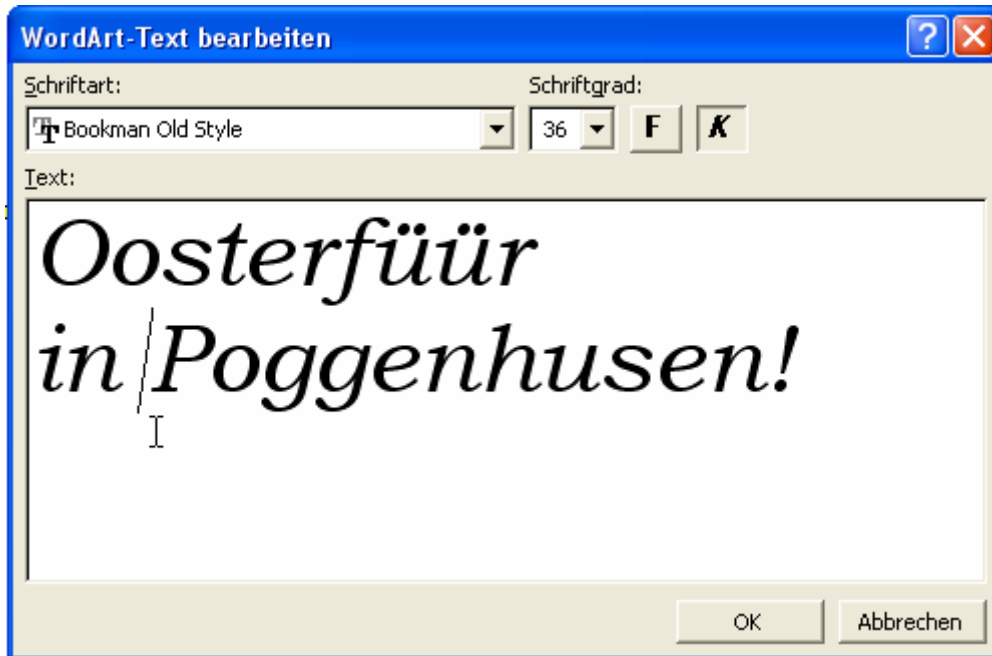 WordArt-Text bearbeiten
Schriftart: Schriftgrad:
Bookman Old Style 36 F K
Text:
Oosterfüür
in Poggenhusen!
OK Abbrechen